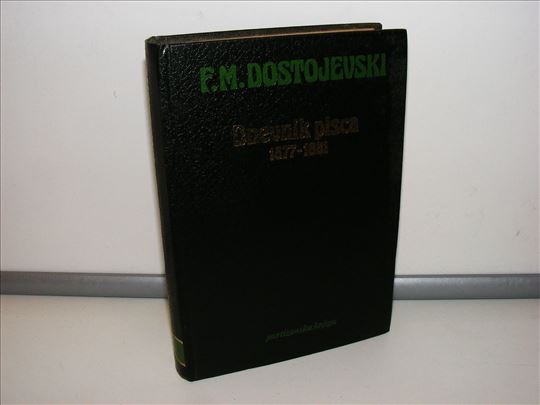 F.M. DOSTOJEVSKI
Dnevnik pisca
1877-1881
partizanska knjiga